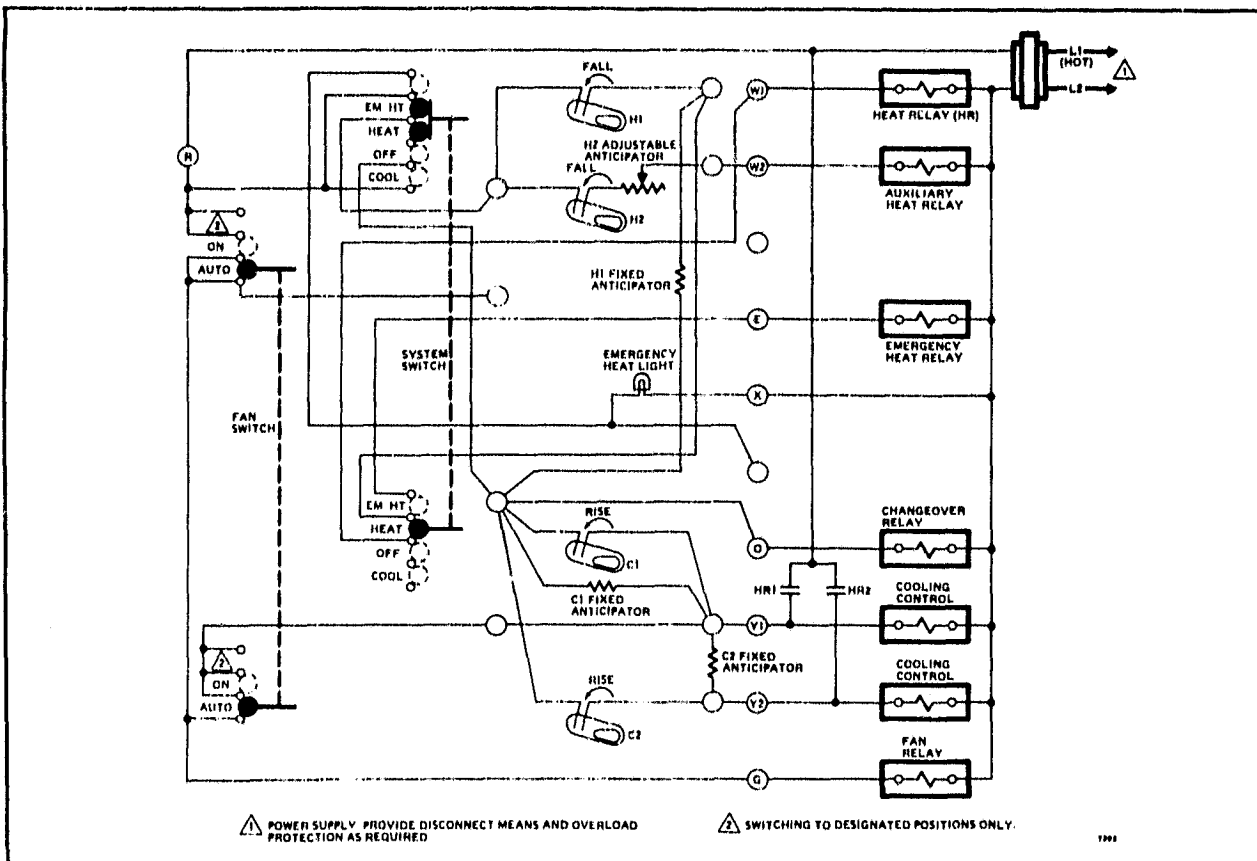 L1
(HOT)
1
L2
FALL
EM HT
HEAT
OFF
COOL
H1
W1
HEAT RELAY (HR)
R
H2 ADJUSTABLE
ANTICIPATOR
FALL
H2
W2
AUXILIARY
HEAT RELAY
2
ON
AUTO
H1 FIXED
ANTICIPATOR
E
EMERGENCY
HEAT RELAY
SYSTEM
SWITCH
EMERGENCY
HEAT LIGHT
X
FAN
SWITCH
EM HT
HEAT
OFF
COOL
RISE
C1
O
CHANGEOVER
RELAY
C1 FIXED
ANTICIPATOR
HR1
HR2
COOLING
CONTROL
Y1
2
ON
AUTO
C2 FIXED
ANTICIPATOR
RISE
C2
Y2
COOLING
CONTROL
G
FAN
RELAY
1 POWER SUPPLY PROVIDE DISCONNECT MEANS AND OVERLOAD
PROTECTION AS REQUIRED
2 SWITCHING TO DESIGNATED POSITIONS ONLY.